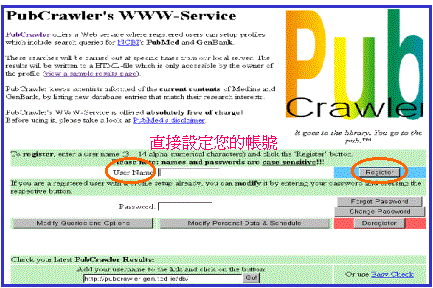 PubCrawler's WWW-Service
PubCrawler offers a Web service where registered users can setup profiles
which include search queries for NCBI's PubMed and GenBank.
These searches will be carried out at specific times from our local server. The
results will be written to a HTML-file which is only accessible by the owner of
the profile (view a sample results page).
PubCrawler keeps scientists informed of the current contents of Medline and
GenBank, by listing new database entries that match their research interests.
PubCrawler's WWW-Service is offered absolutely free of charge!
Before using it, please take a look at PubMed's disclaimer.
Pub
Crawler
It goes to the library. You go to the
pub.™
直接設定您的帳號
To register, enter a user name (3 - 14 alpha-numerical characters) and click the 'Register' button.
Please note: names and passwords are case sensitive!!!
User Name
Register
If you are a registered user with a profile setup already, you can modify it by entering your password and pressing the
respective button.
Password
Forgot Password
Change Password
Modify Queries and Options
Modify Personal Data & Schedule
Deregister
Check your latest PubCrawler Results:
Add your username to the link and click on the button:
http://pubcrawler.gen.tcd.ie/db/
Go!
Or use Easy Check